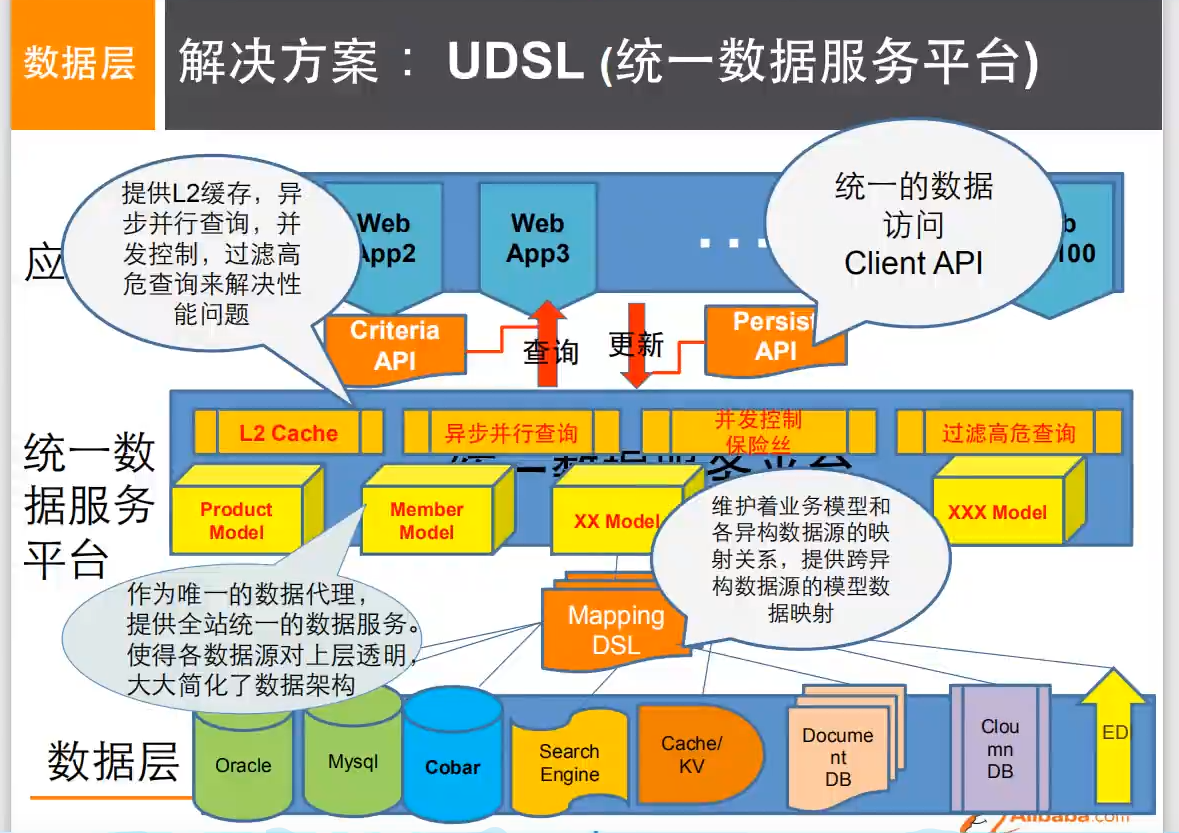 数据层
解决方案： UDSL (统一数据服务平台)
提供L2缓存，异
步并行查询，并
发控制，过滤高
危查询来解决性
能问题
Web
App2
Web
App3
...
统一的数据
访问
Client API
100
应
Criteria
API
查询
更新
Persist
API
统一数
据服务
平台
L2 Cache
异步并行查询
并发控制
保险丝
过滤高危查询
统一数据服务平台
Product
Model
Member
Model
XX Model
XXX Model
维护着业务模型和
各异构数据源的映
射关系，提供跨异
构数据源的模型数
据映射
作为唯一的数据代理，
提供全站统一的数据服务。
使得各数据源对上层透明，
大大简化了数据架构
Mapping
DSL
数据层
Oracle
Mysql
Cobar
Search
Engine
Cache/
KV
Docume
nt
DB
Clou
mn
DB
ED
Alibaba.com